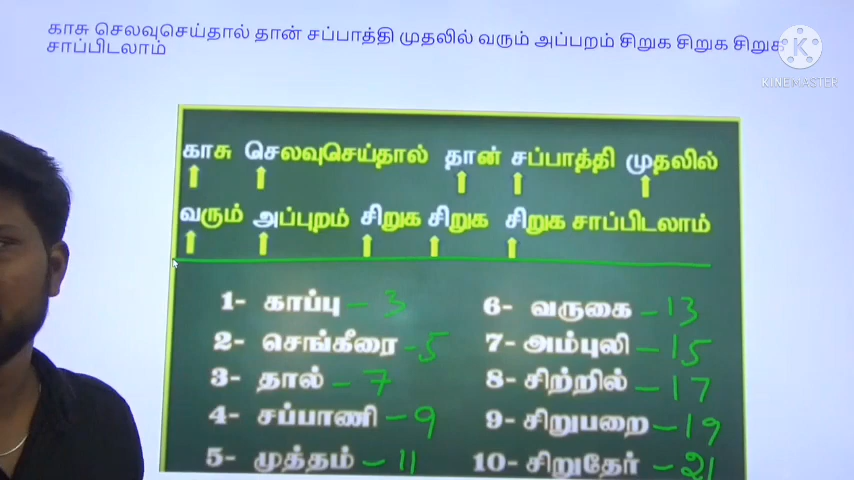 காசு செலவுசெய்தால் தான் சப்பாத்தி முதலில் வரும் அப்பறம் சிறுக சிறுக சிறுக
சாப்பிடலாம்
KINEMASTER
காசு செலவுசெய்தால் தான் சப்பாத்தி முதலில்
வரும் அப்புறம் சிறுக சிறுக சிறுக சாப்பிடலாம்
1- காப்பு - 3
2- செங்கீரை - 5
3- தால் - 7
4- சப்பாணி - 9
5- முத்தம் - 11
6- வருகை - 13
7- அம்புலி - 15
8- சிற்றில் - 17
9- சிறுபறை - 19
10- சிறுதேர் - 21